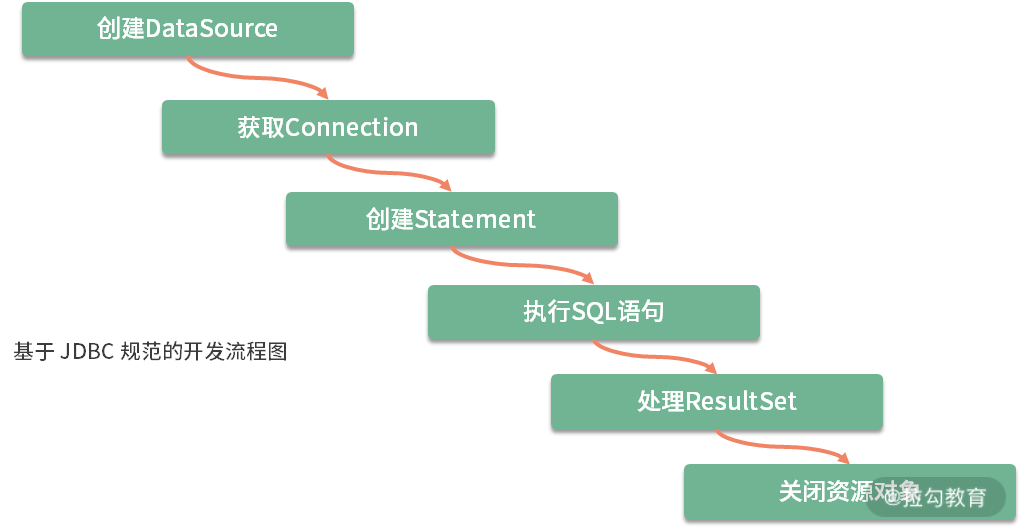 创建DataSource
获取Connection
创建Statement
执行SQL语句
基于 JDBC 规范的开发流程图
处理ResultSet
关闭资源对象
@拉勾教育